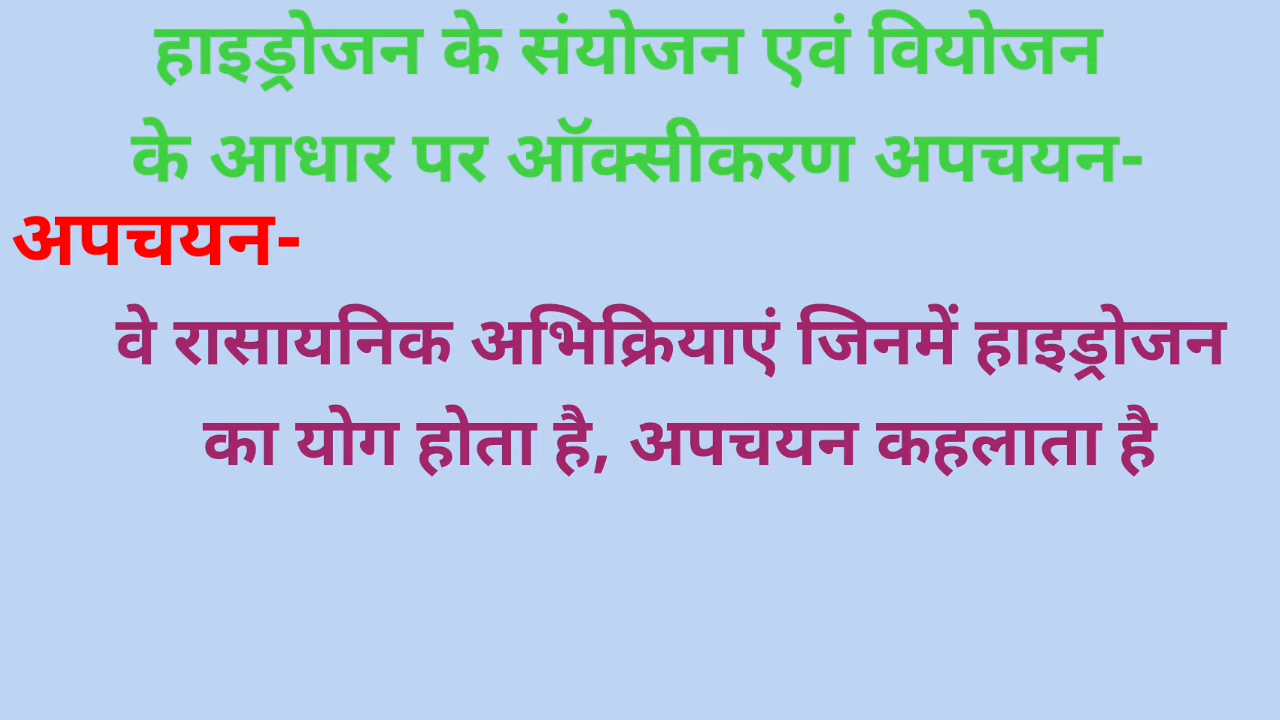 हाइड्रोजन के संयोजन एवं वियोजन
के आधार पर ऑक्सीकरण अपचयन-
अपचयन-
वे रासायनिक अभिक्रियाएं जिनमें हाइड्रोजन
का योग होता है, अपचयन कहलाता है